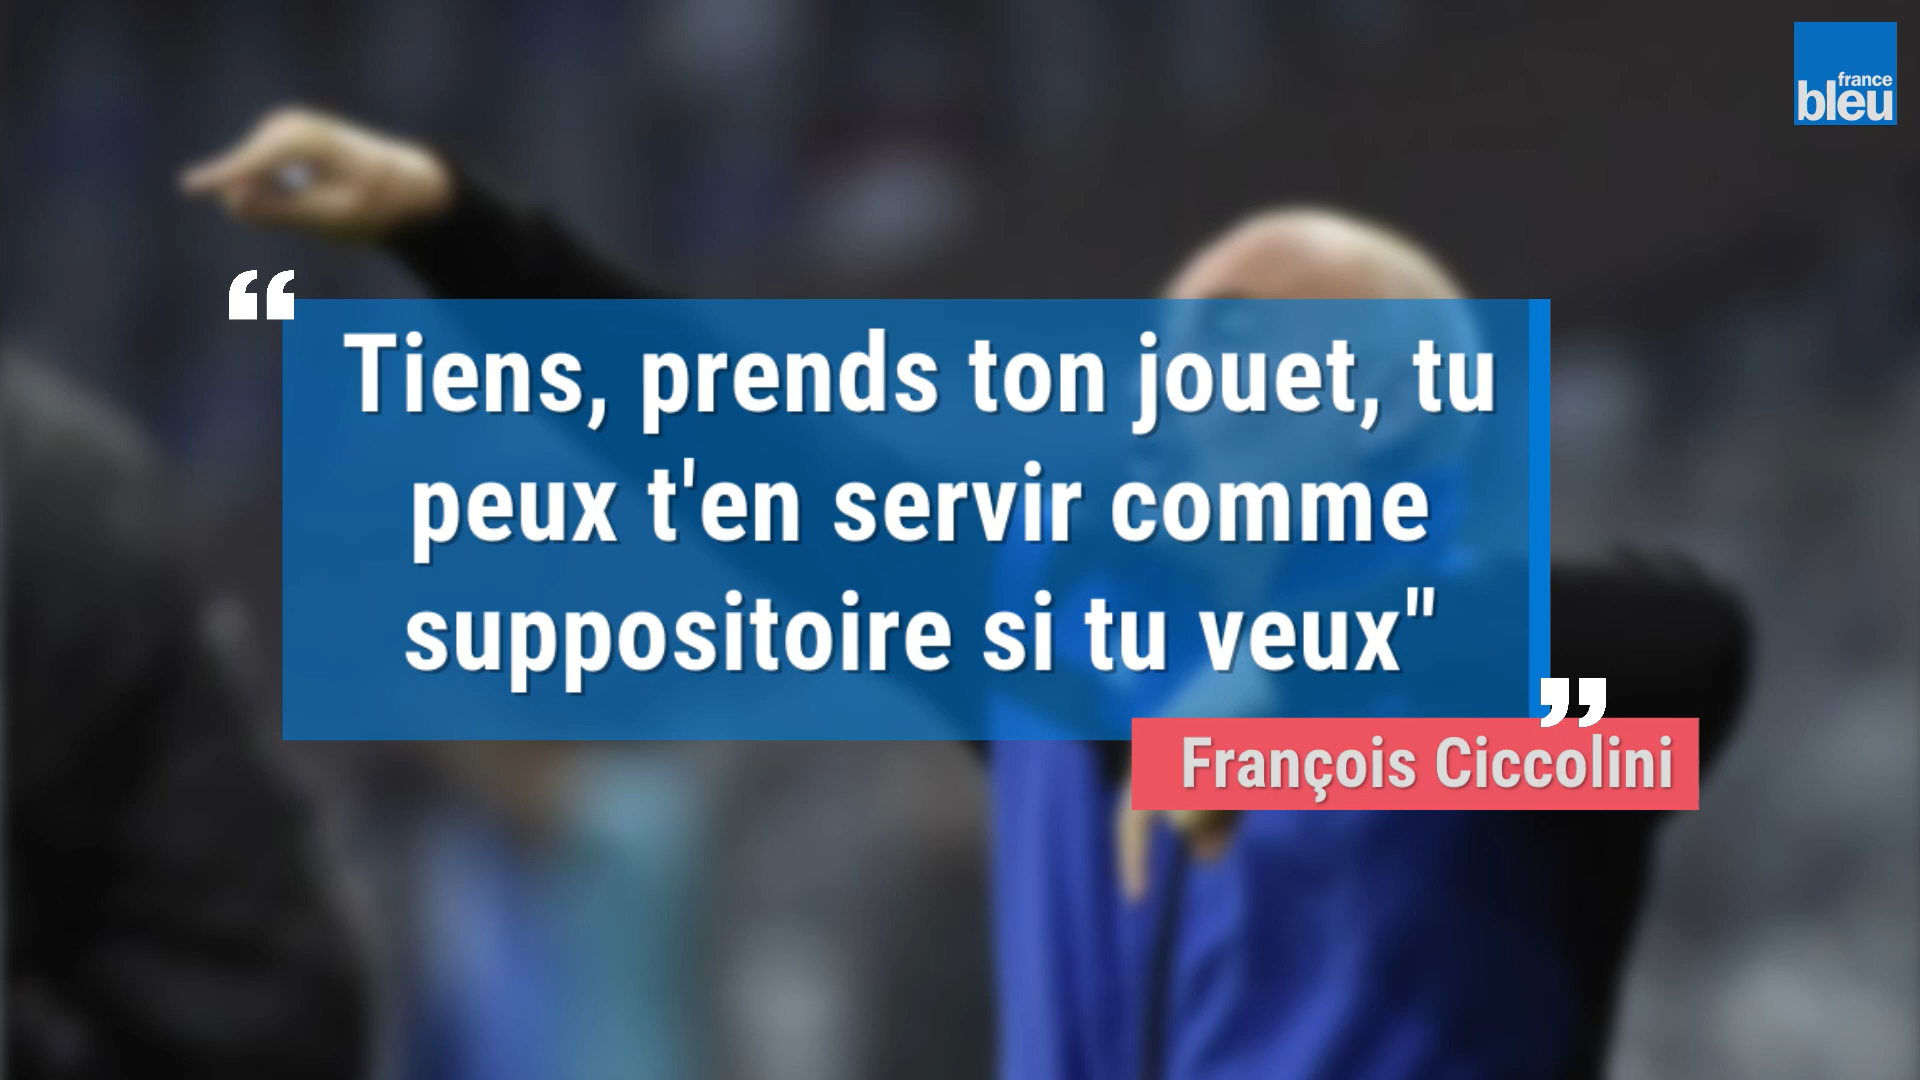 france
bleu
“
Tiens, prends ton jouet, tu
peux t'en servir comme
suppositoire si tu veux"
”
François Ciccolini